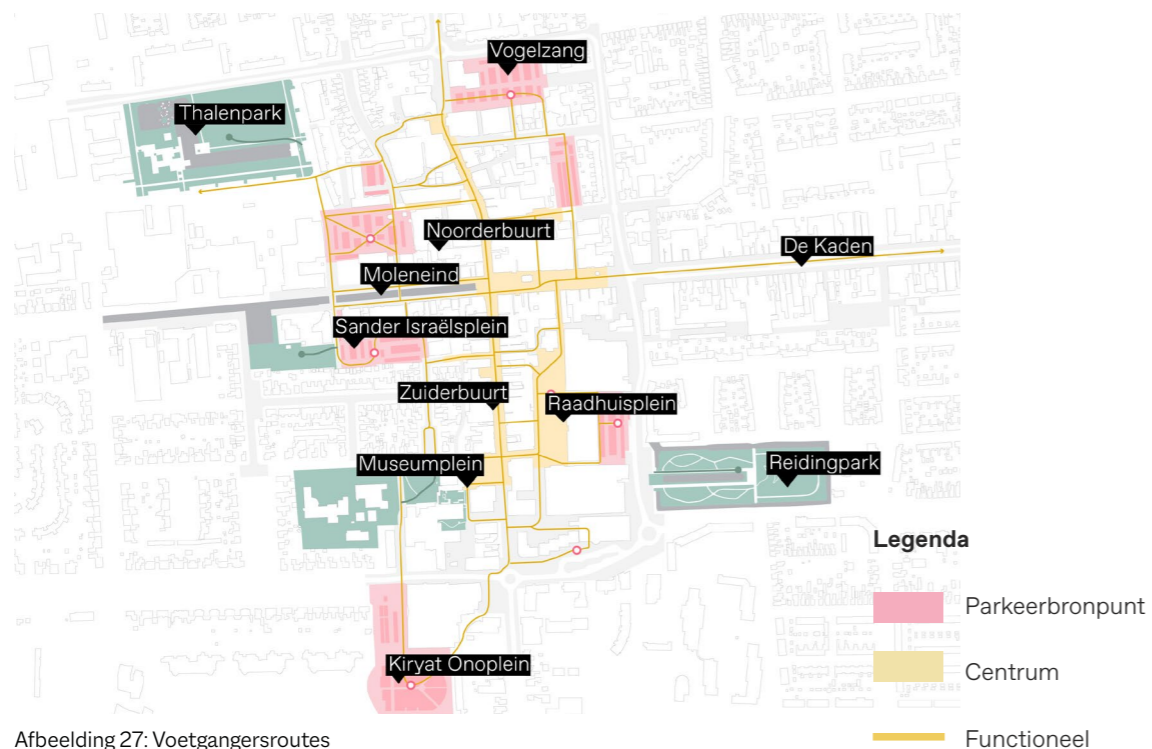 Vogelzang
Thalenpark
Noorderbuurt
De Kaden
Moleneind
Sander Israëlsplein
Zuiderbuurt
Raadhuisplein
Museumplein
Reidingpark
Kiryat Onoplein
Legenda
Parkeerbronpunt
Centrum
Functioneel
Afbeelding 27: Voetgangersroutes